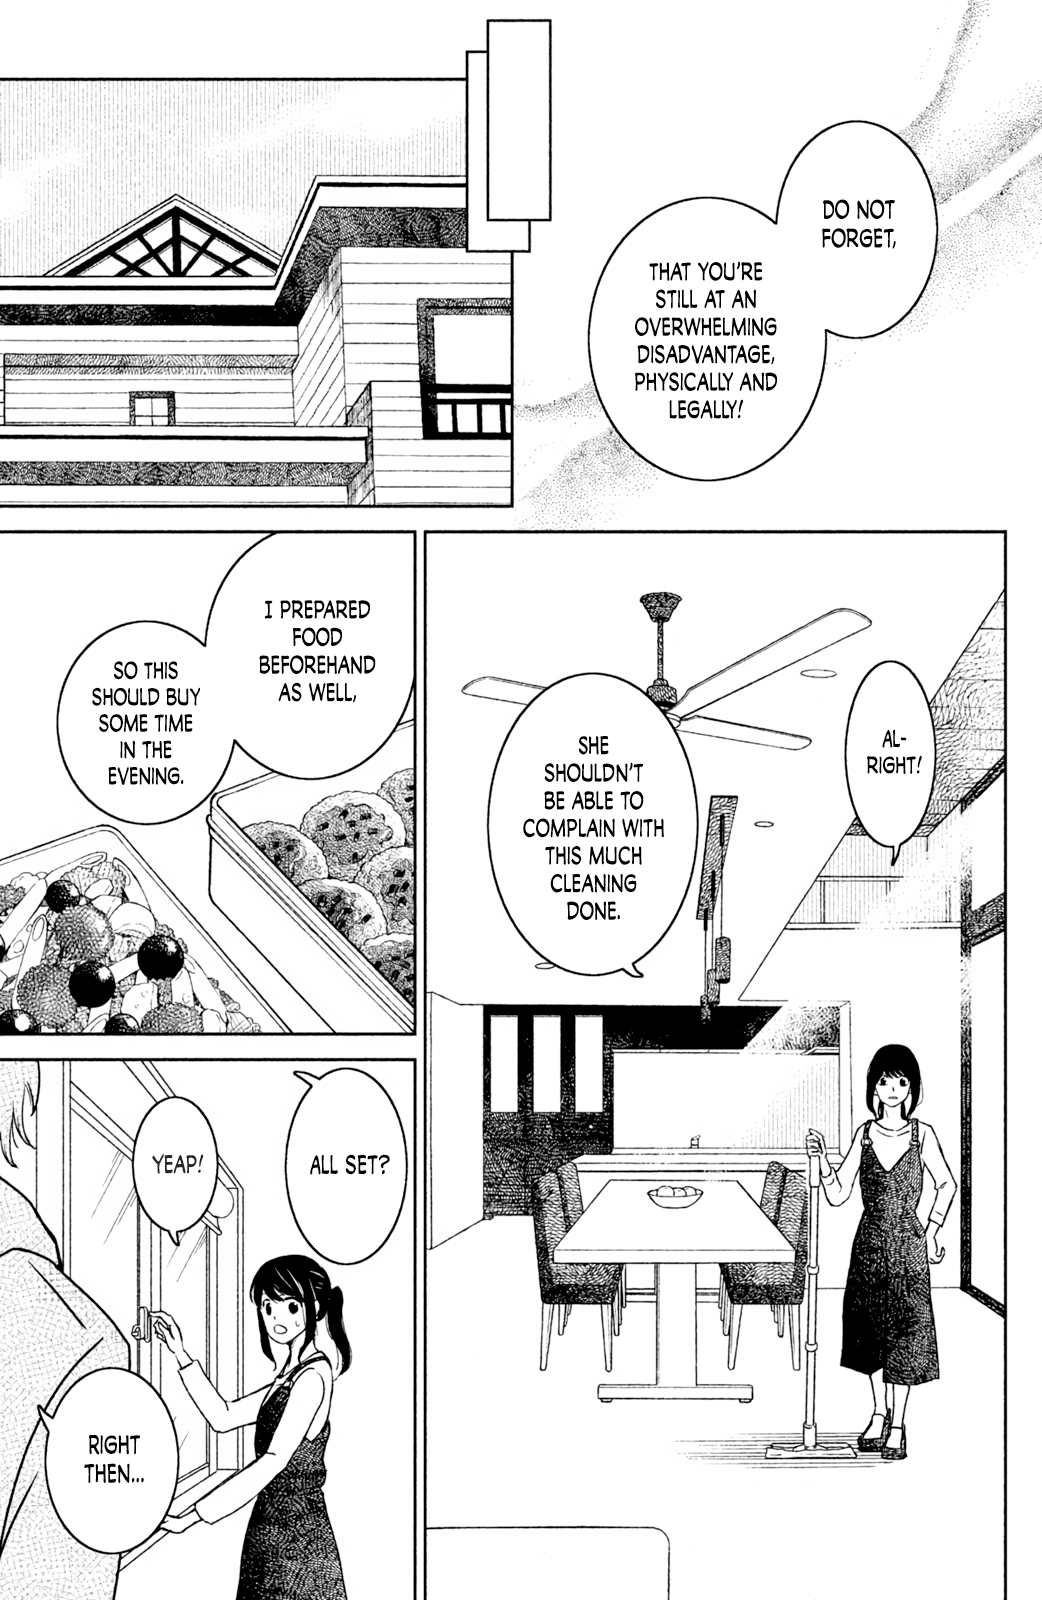 DO NOT
FORGET,
THAT YOU'RE
STILL AT AN
OVERWHELMING
DISADVANTAGE,
PHYSICALLY AND
LEGALLY!
AL-
RIGHT!
SHE
SHOULDN'T
BE ABLE TO
COMPLAIN WITH
THIS MUCH
CLEANING
DONE.
I PREPARED
FOOD
BEFOREHAND
AS WELL,
SO THIS
SHOULD BUY
SOME TIME
IN THE
EVENING.
ALL SET?
YEAP!
RIGHT
THEN...